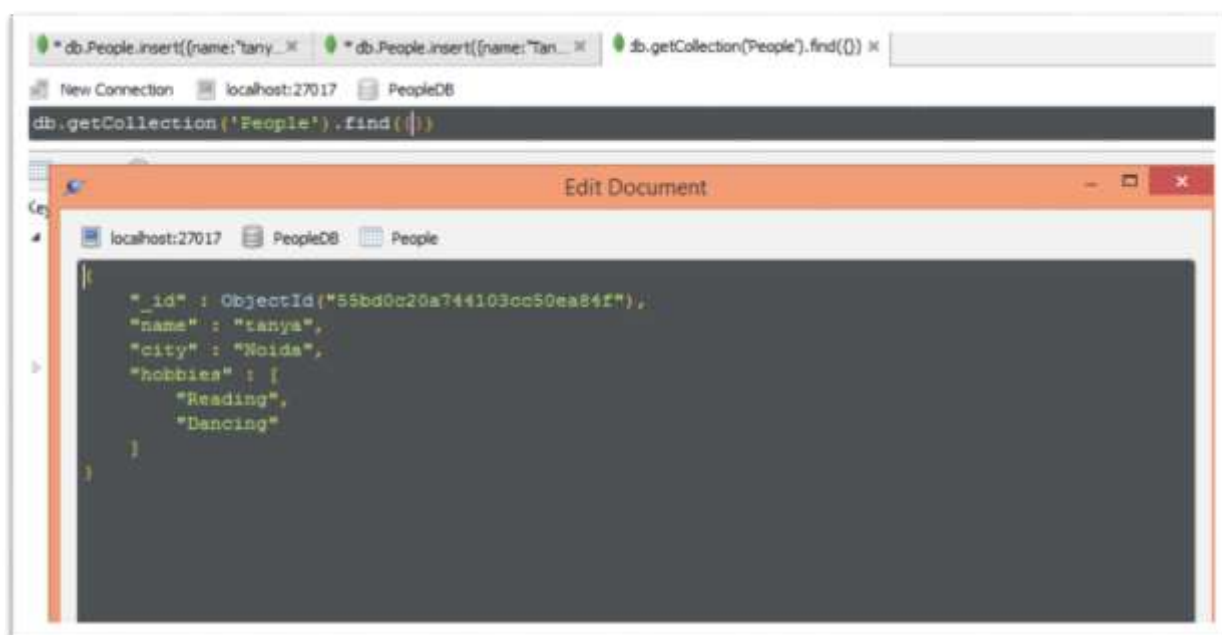 * db.People.insert({name:"tany... * db.People.insert({name:"Tan... db.getCollection('People').find({})
New Connection localhost:27017 PeopleDB
db.getCollection('People').find({})
Edit Document
Key
localhost:27017 PeopleDB People
{
"_id" : ObjectId("55bd0c20a744103cc50ea84f"),
"name" : "tanya",
"city" : "Noida",
"hobbies" : [
"Reading",
"Dancing"
]
}